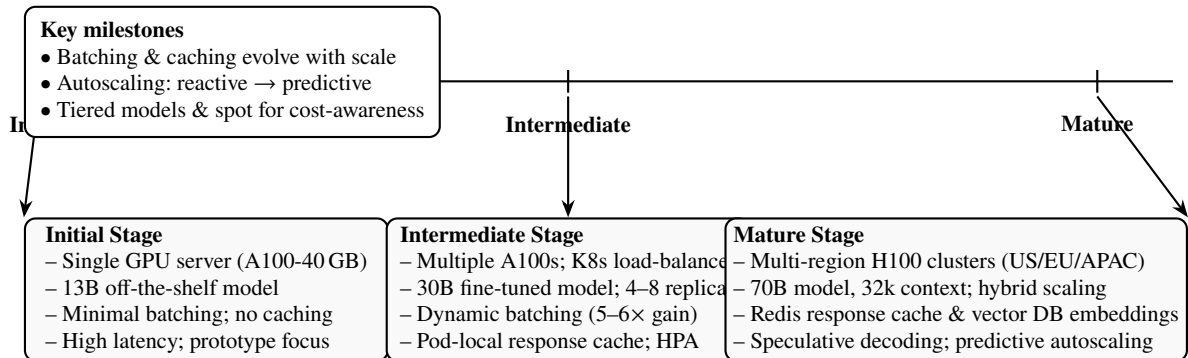 Key milestones
• Batching & caching evolve with scale
• Autoscaling: reactive → predictive
• Tiered models & spot for cost-awareness
Intermediate
Mature
Initial Stage
– Single GPU server (A100-40 GB)
– 13B off-the-shelf model
– Minimal batching; no caching
– High latency; prototype focus
Intermediate Stage
– Multiple A100s; K8s load-balance
– 30B fine-tuned model; 4–8 replica
– Dynamic batching (5–6× gain)
– Pod-local response cache; HPA
Mature Stage
– Multi-region H100 clusters (US/EU/APAC)
– 70B model, 32k context; hybrid scaling
– Redis response cache & vector DB embeddings
– Speculative decoding; predictive autoscaling